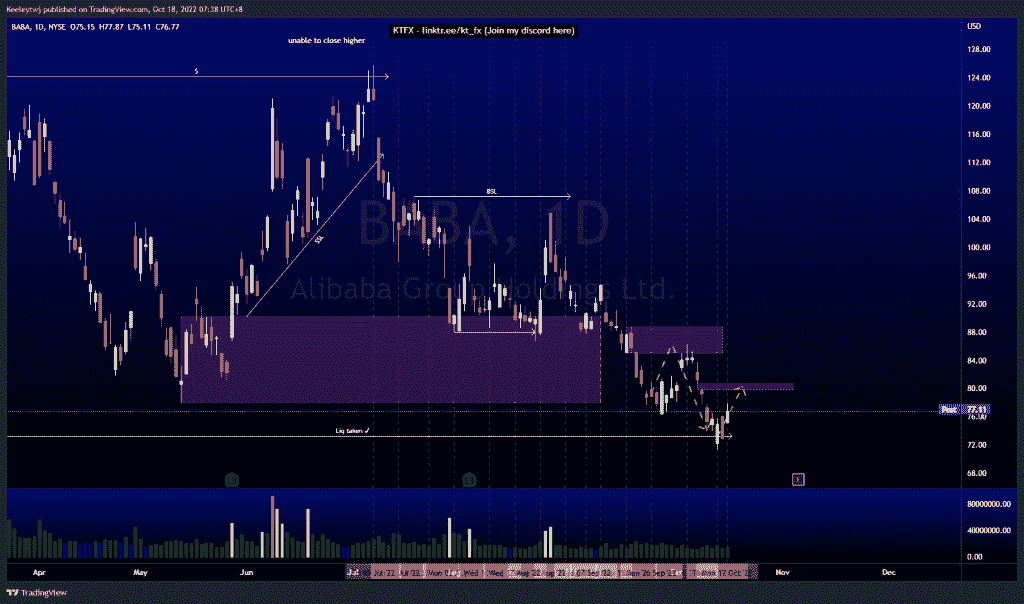 Keeleytwj published on TradingView.com, Oct 18, 2022 07:38 UTC+8
BABA, 1D, NYSE O75.15 H77.87 L75.11 C76.77
USD
unable to close higher
KTFX - linktr.ee/kt_fx (Join my discord here)
128.00
$
124.00
120.00
116.00
112.00
BSL
108.00
BABA, 1D
104.00
SSL
100.00
Alibaba Group Holdings Ltd.
96.00
92.00
88.00
84.00
80.00
Post 77.11
76.00
Liq taken ✓
72.00
68.00
80000000.00
40000000.00
0.00
Apr May Jun Nov Dec
TradingView